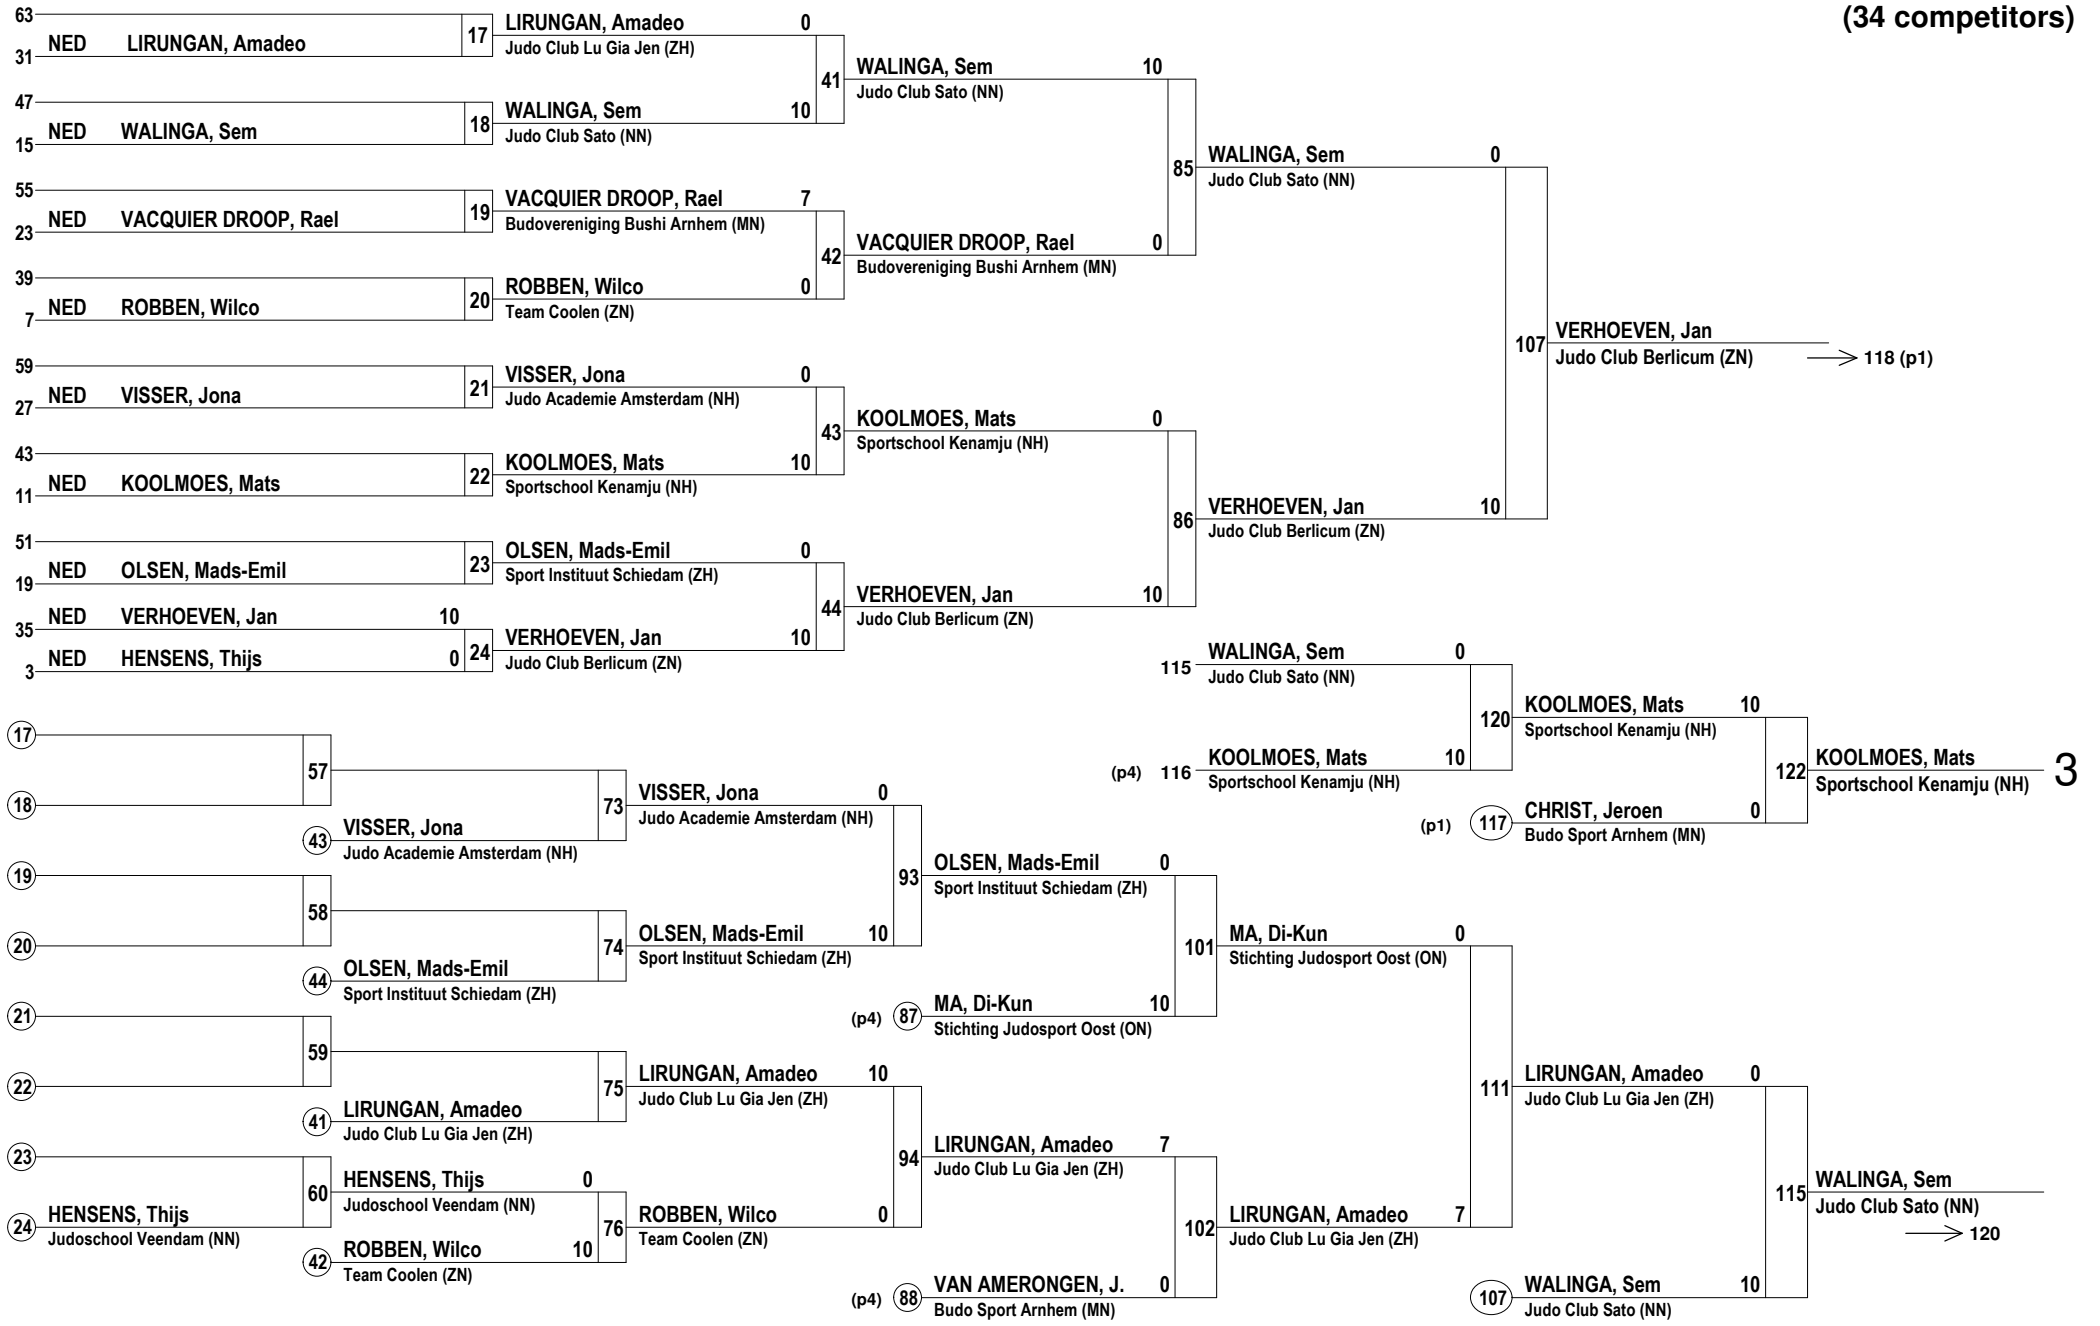 (34 competitors)
63
NED LIRUNGAN, Amadeo
31
17
LIRUNGAN, Amadeo 0
Judo Club Lu Gia Jen (ZH)
47
NED WALINGA, Sem
15
18
WALINGA, Sem 10
Judo Club Sato (NN)
41
WALINGA, Sem 10
Judo Club Sato (NN)
55
NED VACQUIER DROOP, Rael
23
19
VACQUIER DROOP, Rael 7
Budovereniging Bushi Arnhem (MN)
39
NED ROBBEN, Wilco
7
20
ROBBEN, Wilco 0
Team Coolen (ZN)
42
VACQUIER DROOP, Rael 0
Budovereniging Bushi Arnhem (MN)
85
WALINGA, Sem 0
Judo Club Sato (NN)
59
NED VISSER, Jona
27
21
VISSER, Jona 0
Judo Academie Amsterdam (NH)
43
NED KOOLMOES, Mats
11
22
KOOLMOES, Mats 10
Sportschool Kenamju (NH)
43
KOOLMOES, Mats 0
Sportschool Kenamju (NH)
51
NED OLSEN, Mads-Emil
19
23
OLSEN, Mads-Emil 0
Sport Instituut Schiedam (ZH)
NED VERHOEVEN, Jan 10
35
NED HENSENS, Thijs 0
3
24
VERHOEVEN, Jan 10
Judo Club Berlicum (ZN)
44
VERHOEVEN, Jan 10
Judo Club Berlicum (ZN)
86
VERHOEVEN, Jan 10
Judo Club Berlicum (ZN)
107
VERHOEVEN, Jan
Judo Club Berlicum (ZN)
118 (p1)
115
WALINGA, Sem 0
Judo Club Sato (NN)
(p4) 116
KOOLMOES, Mats 10
Sportschool Kenamju (NH)
120
KOOLMOES, Mats 10
Sportschool Kenamju (NH)
(p1) 117
CHRIST, Jeroen 0
Budo Sport Arnhem (MN)
122
KOOLMOES, Mats
Sportschool Kenamju (NH)
3
17
18
57
43
VISSER, Jona
Judo Academie Amsterdam (NH)
73
VISSER, Jona 0
Judo Academie Amsterdam (NH)
19
20
58
44
OLSEN, Mads-Emil
Sport Instituut Schiedam (ZH)
74
OLSEN, Mads-Emil 10
Sport Instituut Schiedam (ZH)
93
OLSEN, Mads-Emil 0
Sport Instituut Schiedam (ZH)
(p4) 87
MA, Di-Kun 10
Stichting Judosport Oost (ON)
101
MA, Di-Kun 0
Stichting Judosport Oost (ON)
21
22
59
41
LIRUNGAN, Amadeo
Judo Club Lu Gia Jen (ZH)
75
LIRUNGAN, Amadeo 10
Judo Club Lu Gia Jen (ZH)
23
24
HENSENS, Thijs
Judoschool Veendam (NN)
60
HENSENS, Thijs 0
Judoschool Veendam (NN)
42
ROBBEN, Wilco 10
Team Coolen (ZN)
76
ROBBEN, Wilco 0
Team Coolen (ZN)
94
LIRUNGAN, Amadeo 7
Judo Club Lu Gia Jen (ZH)
(p4) 88
VAN AMERONGEN, J. 0
Budo Sport Arnhem (MN)
102
LIRUNGAN, Amadeo 7
Judo Club Lu Gia Jen (ZH)
111
LIRUNGAN, Amadeo 0
Judo Club Lu Gia Jen (ZH)
107
WALINGA, Sem 10
Judo Club Sato (NN)
115
WALINGA, Sem
Judo Club Sato (NN)
120